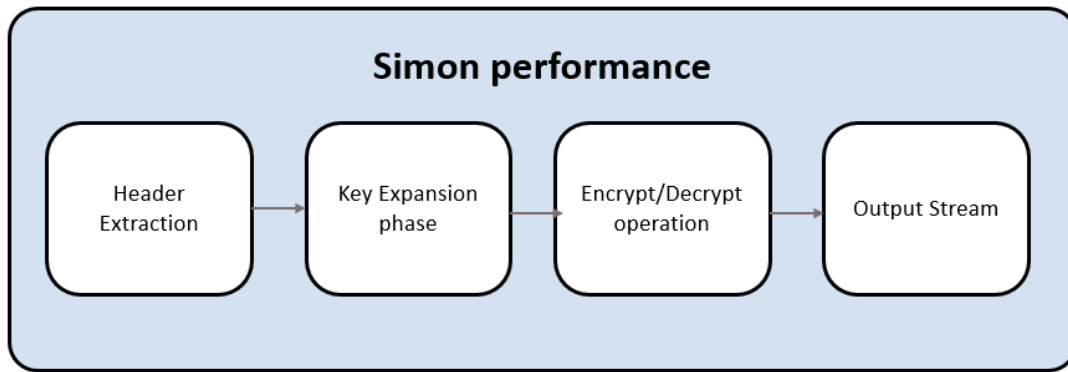 Simon performance
Header
Extraction
Key Expansion
phase
Encrypt/Decrypt
operation
Output Stream